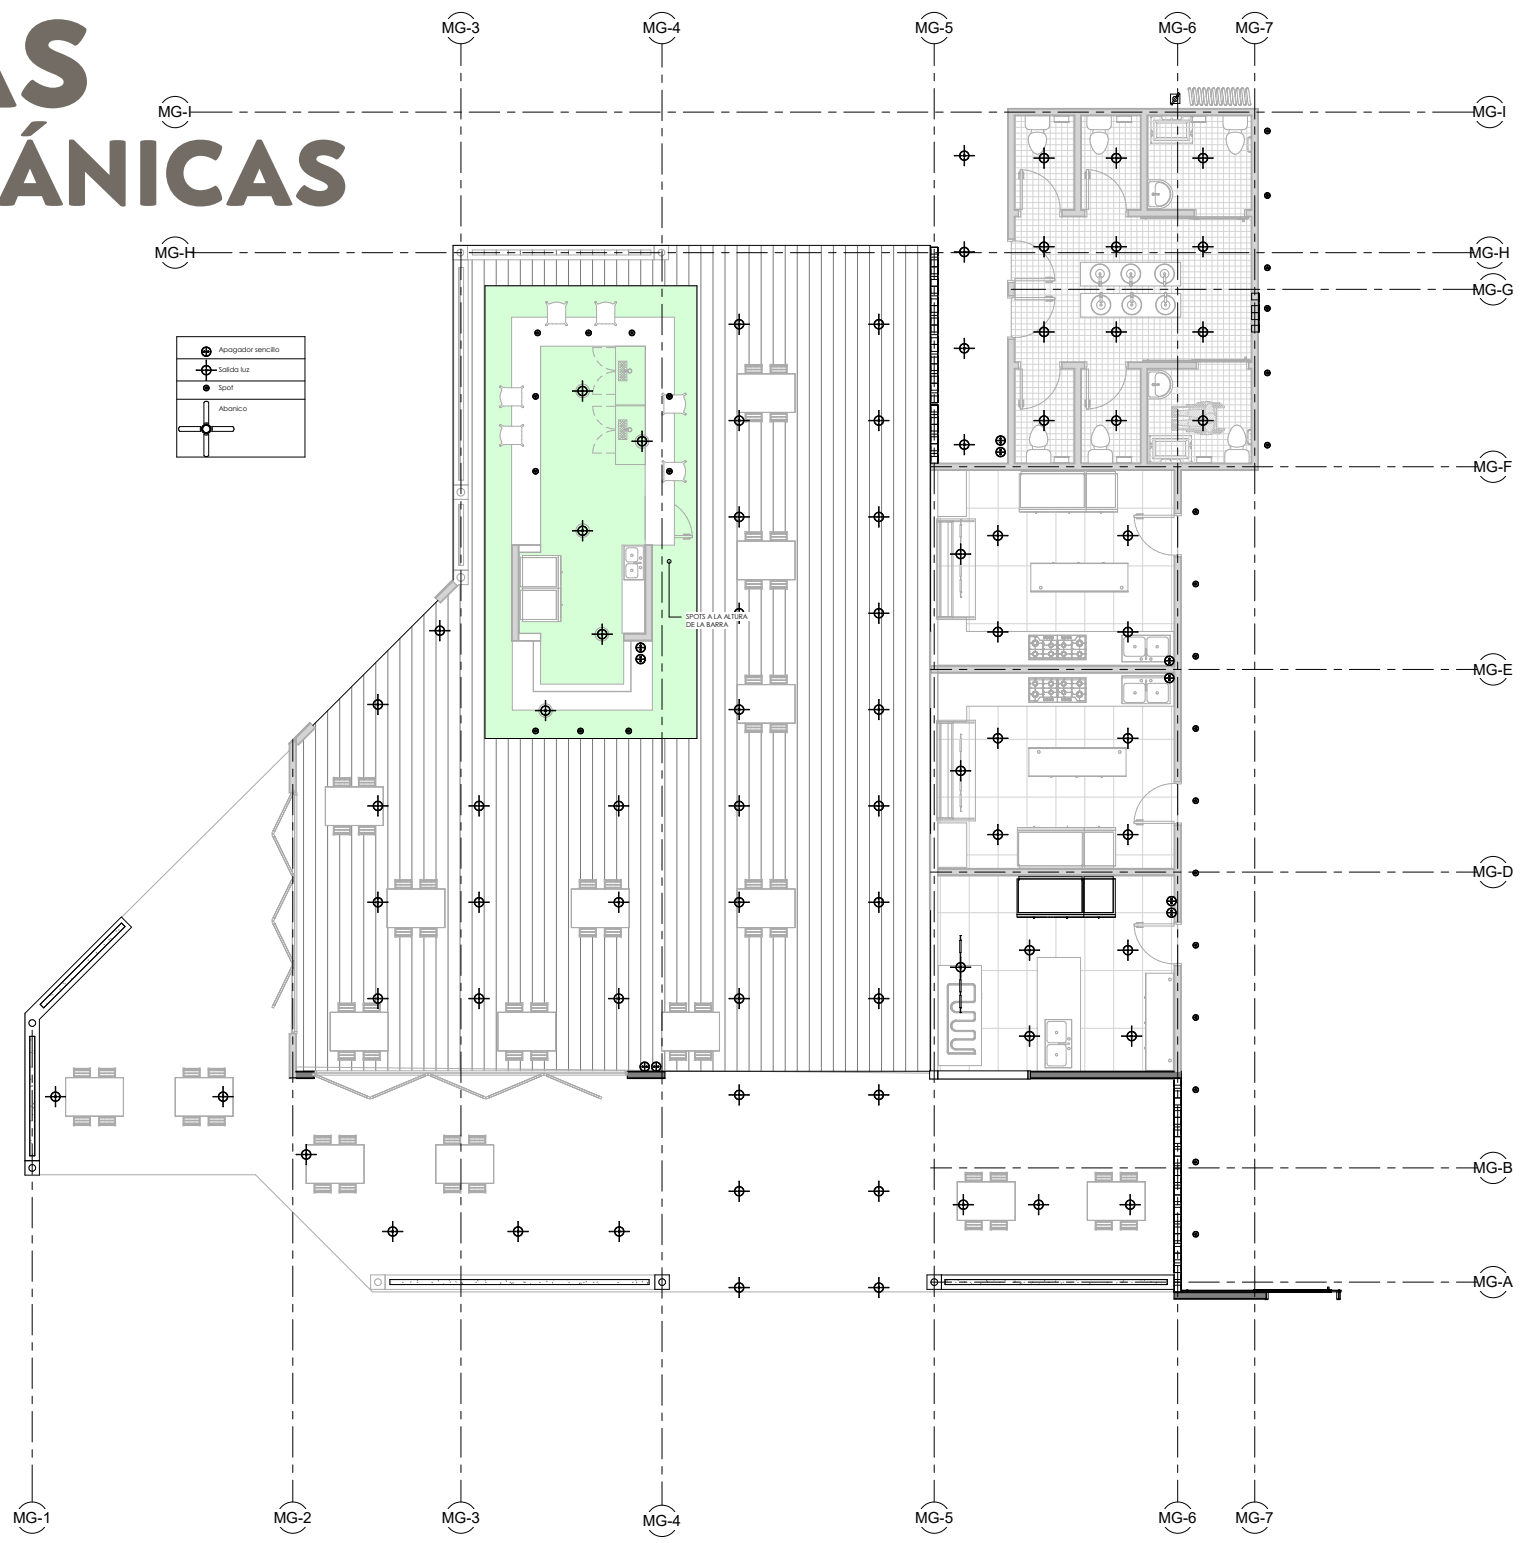 AS
ÁNICAS
MG-3
MG-4
MG-5
MG-6
MG-7
MG-I
MG-I
MG-H
MG-H
MG-G
Apagador sencillo
Salida luz
Spot
Abanico
MG-F
SPOTS A LA ALTURA
DE LA BARRA
MG-E
MG-D
MG-B
MG-A
MG-1
MG-2
MG-3
MG-4
MG-5
MG-6
MG-7